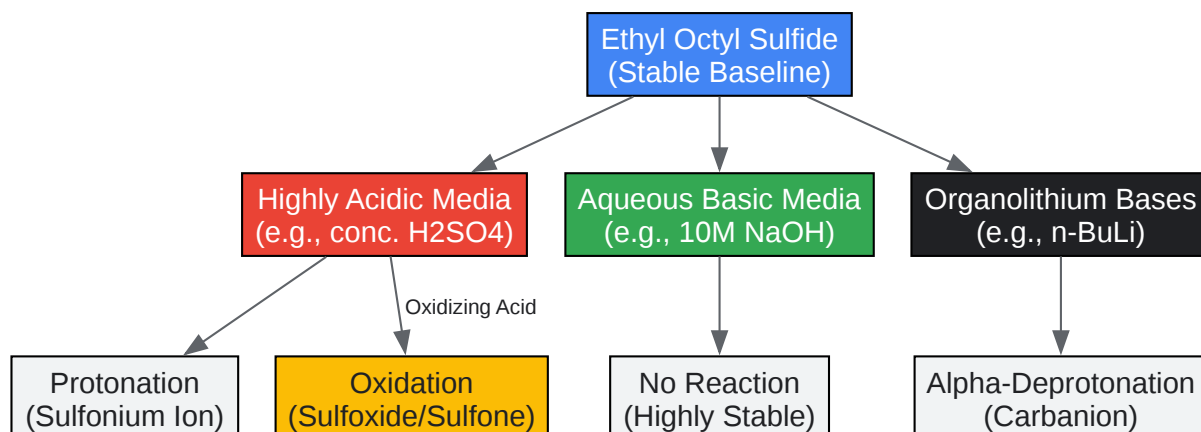 Ethyl Octyl Sulfide
(Stable Baseline)
Highly Acidic Media
(e.g., conc. H2SO4)
Aqueous Basic Media
(e.g., 10M NaOH)
Organolithium Bases
(e.g., n-BuLi)
Oxidizing Acid
Protonation
(Sulfonium Ion)
Oxidation
(Sulfoxide/Sulfone)
No Reaction
(Highly Stable)
Alpha-Deprotonation
(Carbanion)